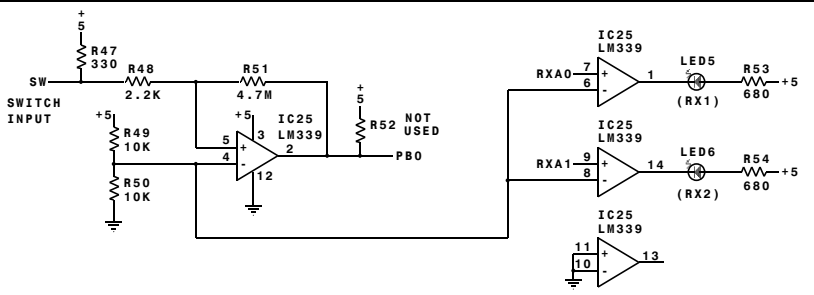 +
5
R47
330
SW
SWITCH
INPUT
R48
2.2K
R51
4.7M
+5
R49
10K
R50
10K
+5
3
5
+
4
-
12
2
IC25
LM339
+
5
R52
NOT
USED
PB0
IC25
LM339
RXA0
7
+
6
-
1
LED5
(RX1)
R53
680
+5
IC25
LM339
RXA1
9
+
8
-
14
LED6
(RX2)
R54
680
+5
IC25
LM339
11
+
10
-
13